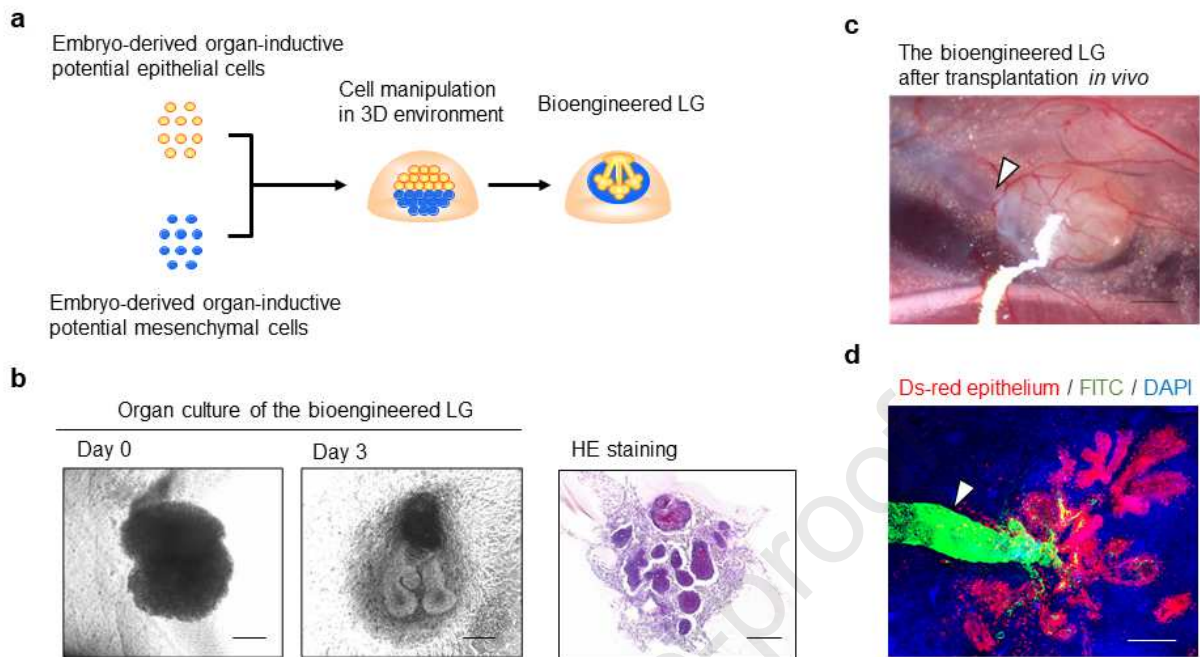 a
Embryo-derived organ-inductive
potential epithelial cells
Cell manipulation
in 3D environment
Bioengineered LG
Embryo-derived organ-inductive
potential mesenchymal cells
b
Organ culture of the bioengineered LG
Day 0
Day 3
HE staining
c
The bioengineered LG
after transplantation in vivo
d
Ds-red epithelium / FITC / DAPI